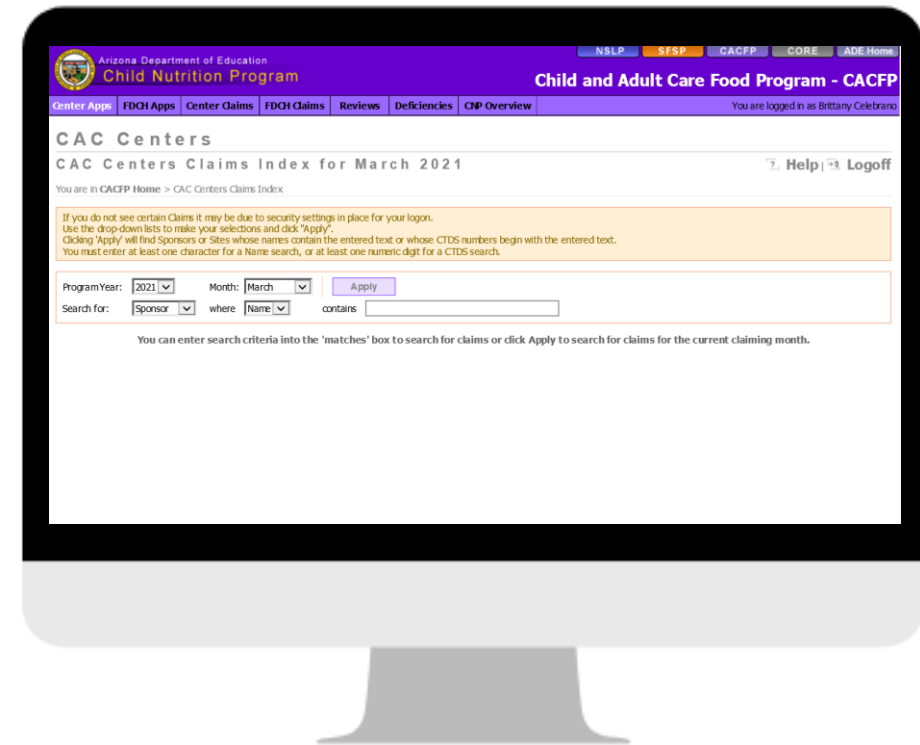 NSLP SFSP CACFP CORE ADE Home
Arizona Department of Education
Child Nutrition Program
Child and Adult Care Food Program - CACFP
Center Apps FDCH Apps Center Claims FDCH Claims Reviews Deficiencies CNP Overview You are logged in as Brittany Celebrano
CAC Centers
CAC Centers Claims Index for March 2021
? Help | Logoff
You are in CACFP Home > CAC Centers Claims Index
If you do not see certain Claims it may be due to security settings in place for your logon.
Use the drop-down lists to make your selections and click "Apply".
Clicking 'Apply' will find Sponsors or Sites whose names contain the entered text or whose CTDS numbers begin with the entered text.
You must enter at least one character for a Name search, or at least one numeric digit for a CTDS search.
Program Year: 2021 Month: March Apply
Search for: Sponsor where Name contains
You can enter search criteria into the 'matches' box to search for claims or click Apply to search for claims for the current claiming month.